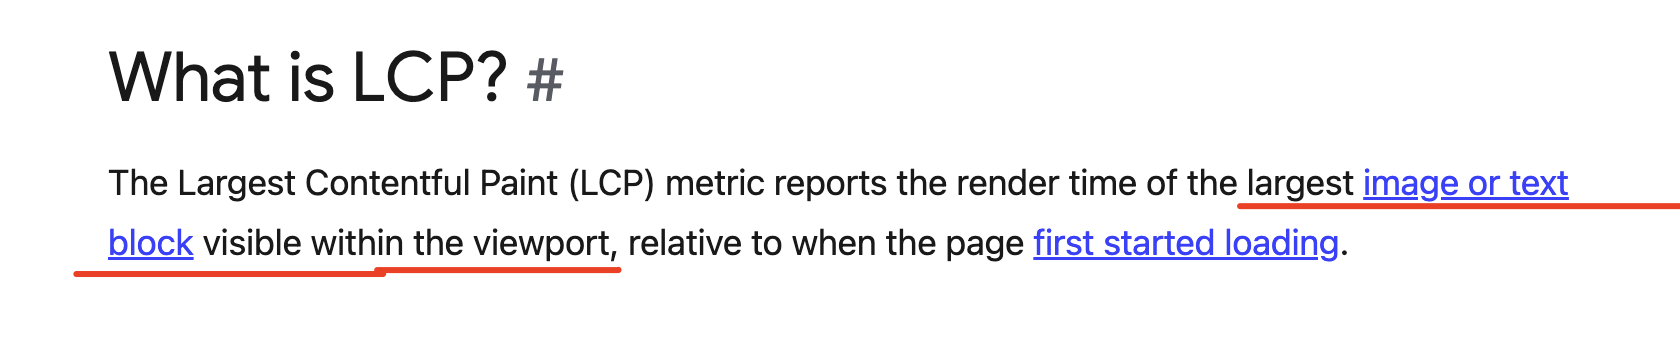 What is LCP? #
The Largest Contentful Paint (LCP) metric reports the render time of the largest image or text
block visible within the viewport, relative to when the page first started loading.